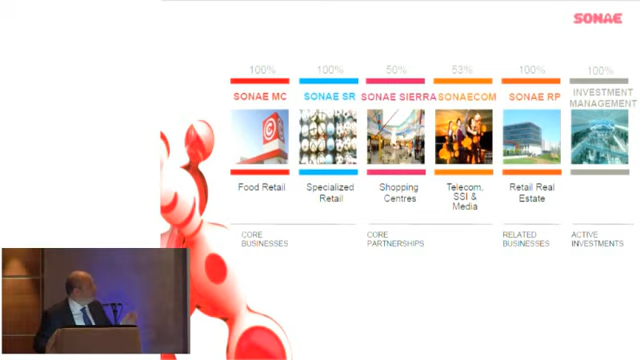 SONAE
100% 100% 50% 53% 100% 100%
SONAE MC SONAE SR SONAE SIERRA SONAECOM SONAE RP INVESTMENT
MANAGEMENT
Food Retail Specialized
Retail Shopping
Centres Telecom,
SSI &
Media Retail Real
Estate
CORE
BUSINESSES
CORE
PARTNERSHIPS
RELATED
BUSINESSES
ACTIVE
INVESTMENTS